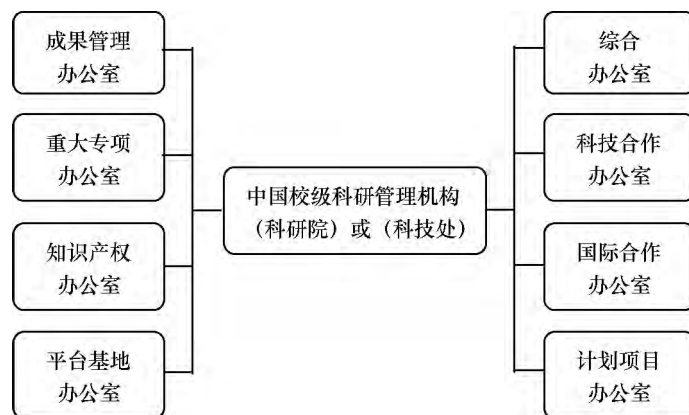 成果管理
办公室
重大专项
办公室
知识产权
办公室
平台基地
办公室
中国校级科研管理机构
（科研院）或（科技处）
综合
办公室
科技合作
办公室
国际合作
办公室
计划项目
办公室